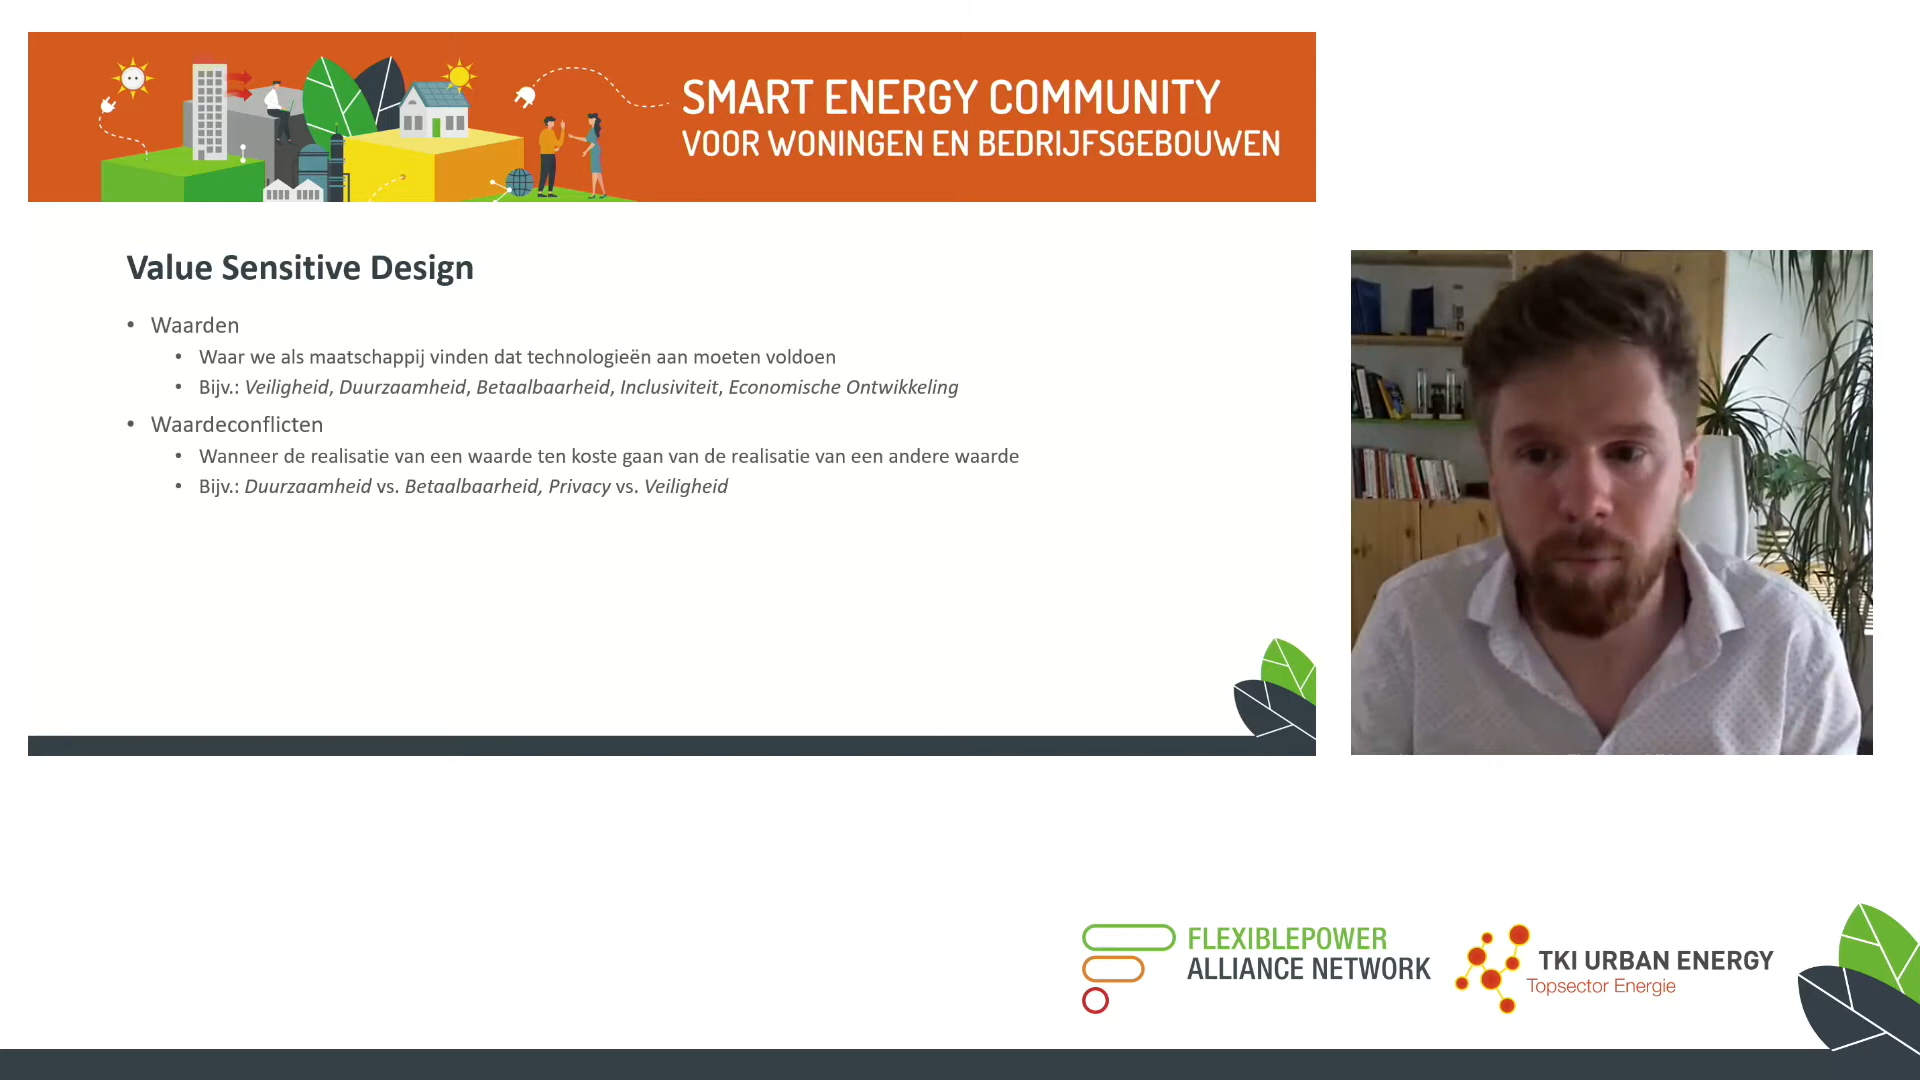 SMART ENERGY COMMUNITY
VOOR WONINGEN EN BEDRIJFSGEBOUWEN
Value Sensitive Design
• Waarden
• Waar we als maatschappij vinden dat technologieën aan moeten voldoen
• Bijv.: Veiligheid, Duurzaamheid, Betaalbaarheid, Inclusiviteit, Economische Ontwikkeling
• Waardeconflicten
• Wanneer de realisatie van een waarde ten koste gaan van de realisatie van een andere waarde
• Bijv.: Duurzaamheid vs. Betaalbaarheid, Privacy vs. Veiligheid
FLEXIBLEPOWER
ALLIANCE NETWORK
TKI URBAN ENERGY
Topsector Energie